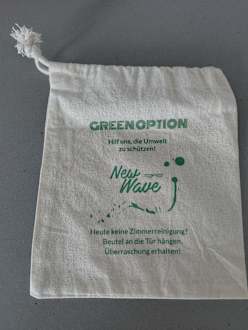 GREEN OPTION
Hilf uns, die Umwelt
zu schützen!
New
Wave
Heute keine Zimmerreinigung!
Beutel an die Tür hängen,
Überraschung erhalten!